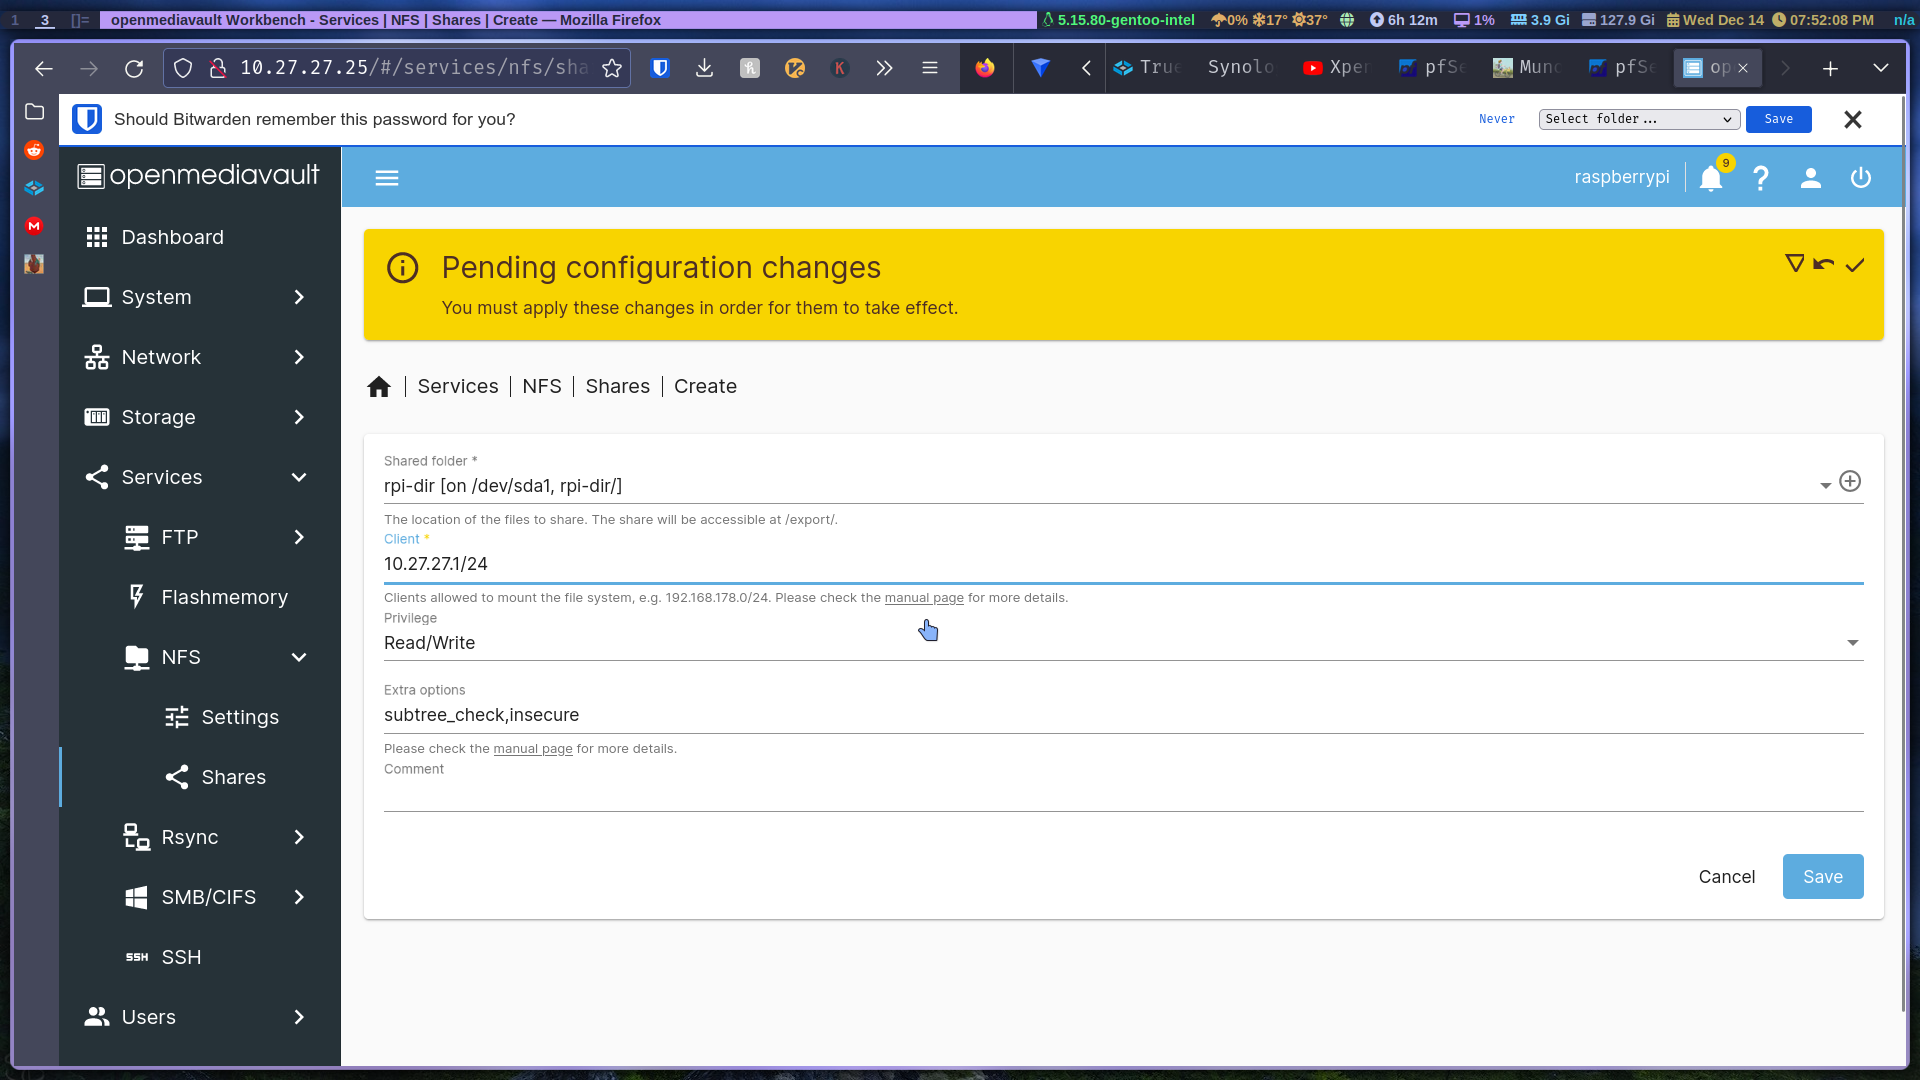 1 3 []= openmediavault Workbench - Services | NFS | Shares | Create — Mozilla Firefox 5.15.80-gentoo-intel 0% 17° 37° 6h 12m 1% 3.9 Gi 127.9 Gi Wed Dec 14 07:52:08 PM n/a
10.27.27.25/#/services/nfs/sha True Synolo Xper pfSe Munc pfSe op
Should Bitwarden remember this password for you? Never Select folder... Save
openmediavault
raspberrypi 9
Dashboard
System
Network
Storage
Services
FTP
Flashmemory
NFS
Settings
Shares
Rsync
SMB/CIFS
SSH SSH
Users
Pending configuration changes
You must apply these changes in order for them to take effect.
| Services | NFS | Shares | Create
Shared folder *
rpi-dir [on /dev/sda1, rpi-dir/]
The location of the files to share. The share will be accessible at /export/.
Client *
10.27.27.1/24
Clients allowed to mount the file system, e.g. 192.168.178.0/24. Please check the manual page for more details.
Privilege
Read/Write
Extra options
subtree_check,insecure
Please check the manual page for more details.
Comment
Cancel Save